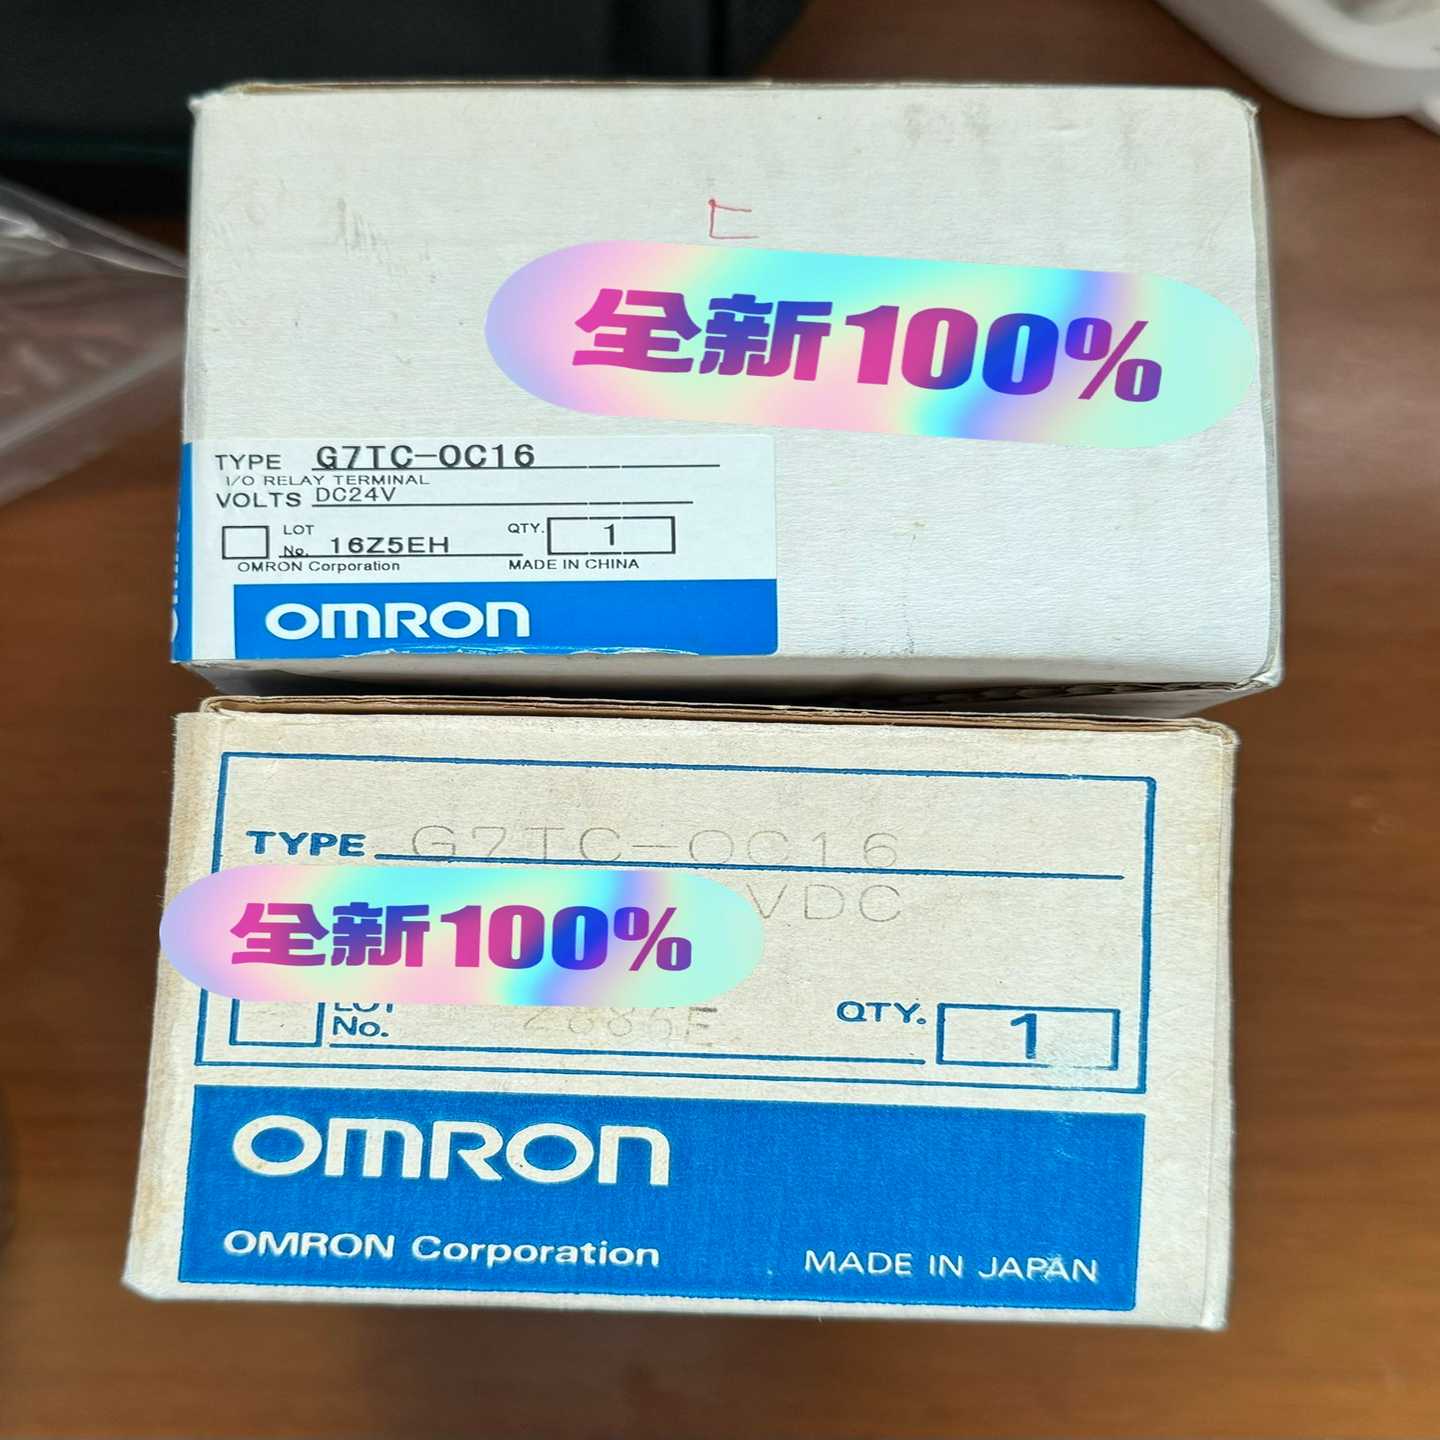 全新100%
TYPE G7TC-OC16
I/O RELAY TERMINAL
VOLTS DC24V
LOT No. 16Z5EH QTY. 1
OMRON Corporation MADE IN CHINA
OMRON
TYPE G7TC-OC16
VDC
全新100%
LOT No. QTY. 1
OMRON
OMRON Corporation MADE IN JAPAN